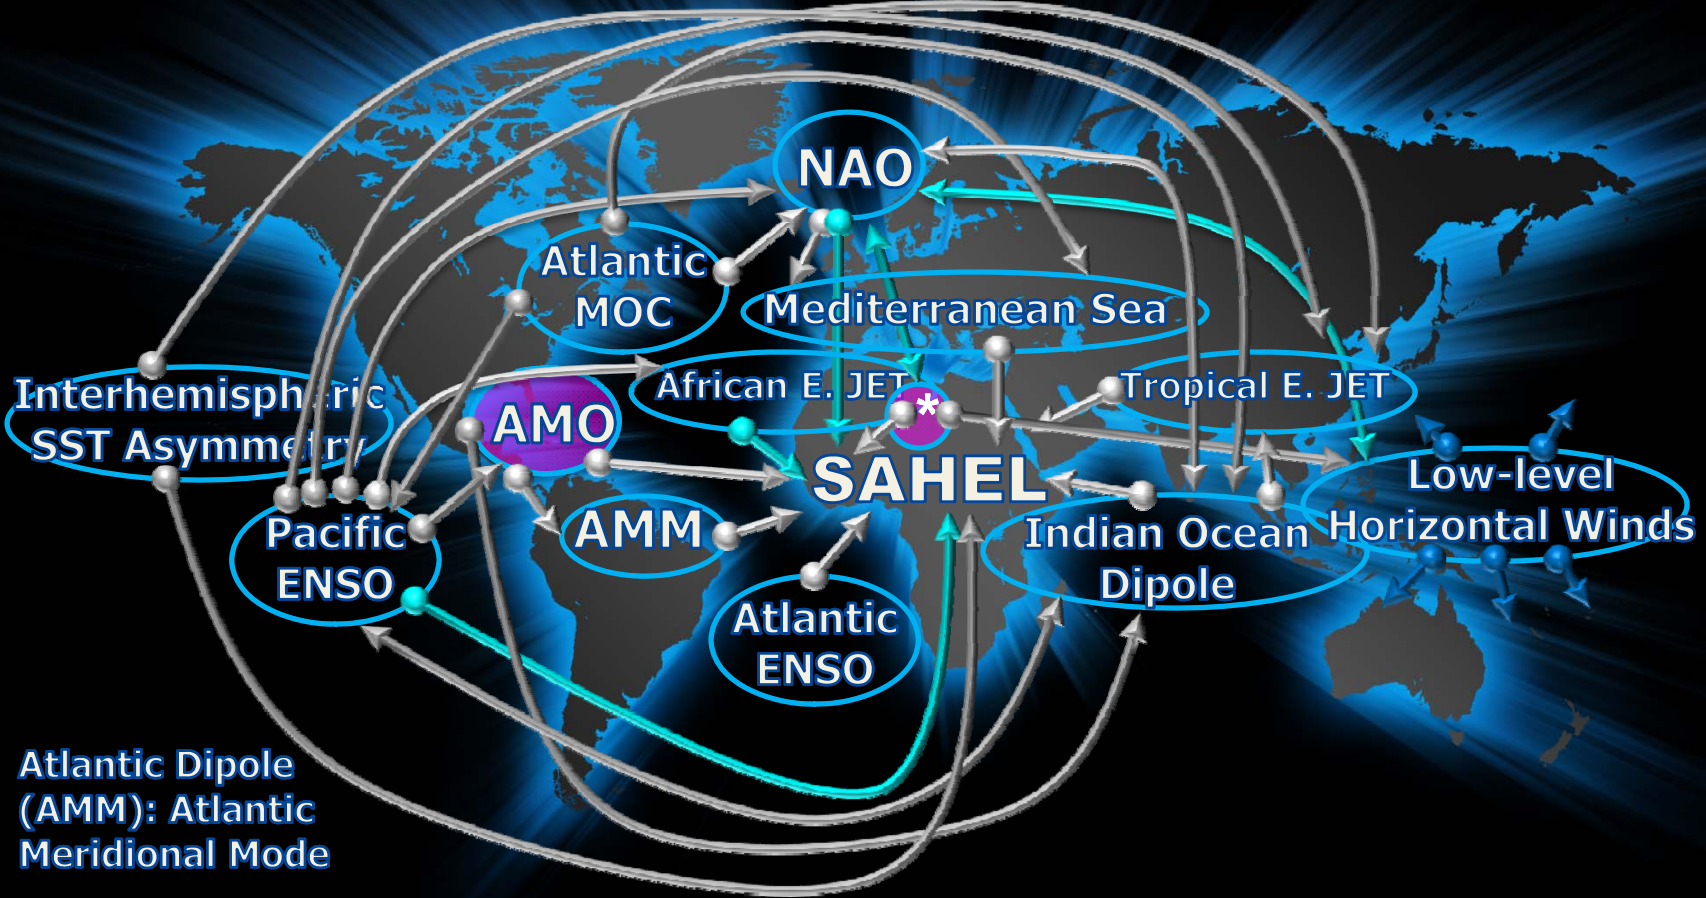 NAO
Atlantic
MOC
Mediterranean Sea
Interhemispheric
SST Asymmetry
African E. JET
*
Tropical E. JET
AMO
SAHEL
Low-level
Horizontal Winds
Pacific
ENSO
AMM
Indian Ocean
Dipole
Atlantic
ENSO
Atlantic Dipole
(AMM): Atlantic
Meridional Mode